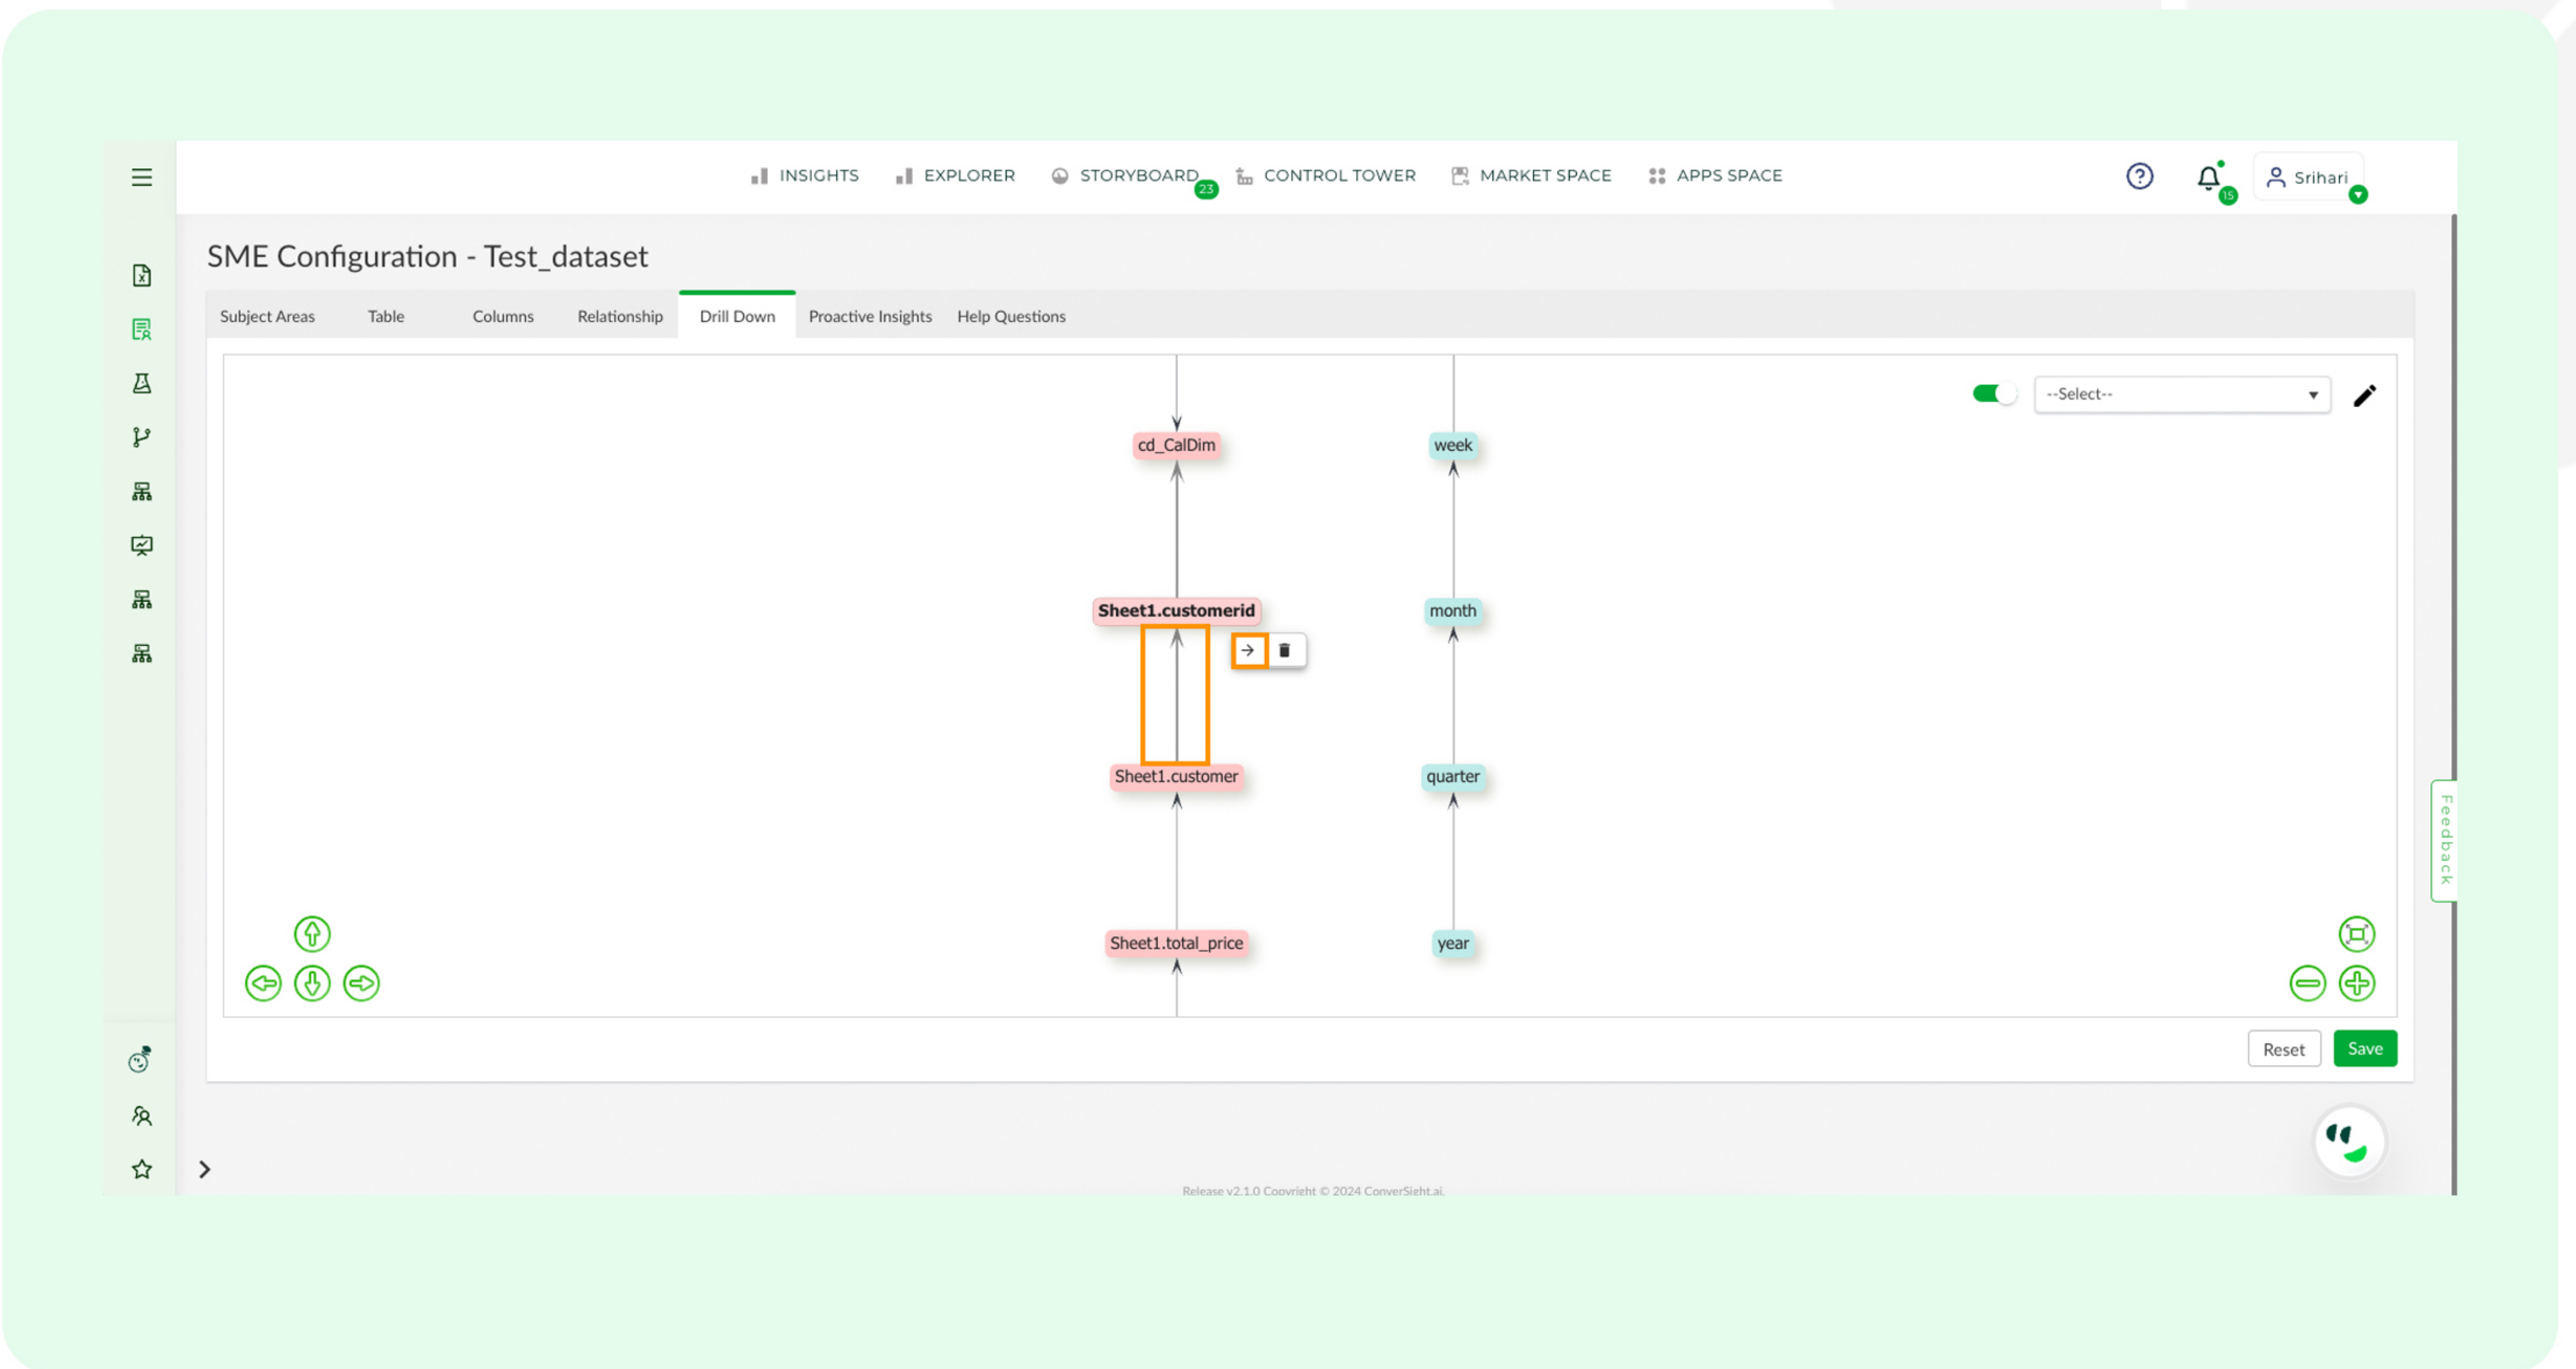 INSIGHTS EXPLORER STORYBOARD 23 CONTROL TOWER MARKET SPACE APPS SPACE 15 Srihari
SME Configuration - Test_dataset
Subject Areas Table Columns Relationship Drill Down Proactive Insights Help Questions
--Select--
cd_CalDim week
Sheet1.customerid month
Sheet1.customer quarter
Sheet1.total_price year
Feedback
Reset Save
Release v2.1.0 Copyright © 2024 ConverSight.ai.